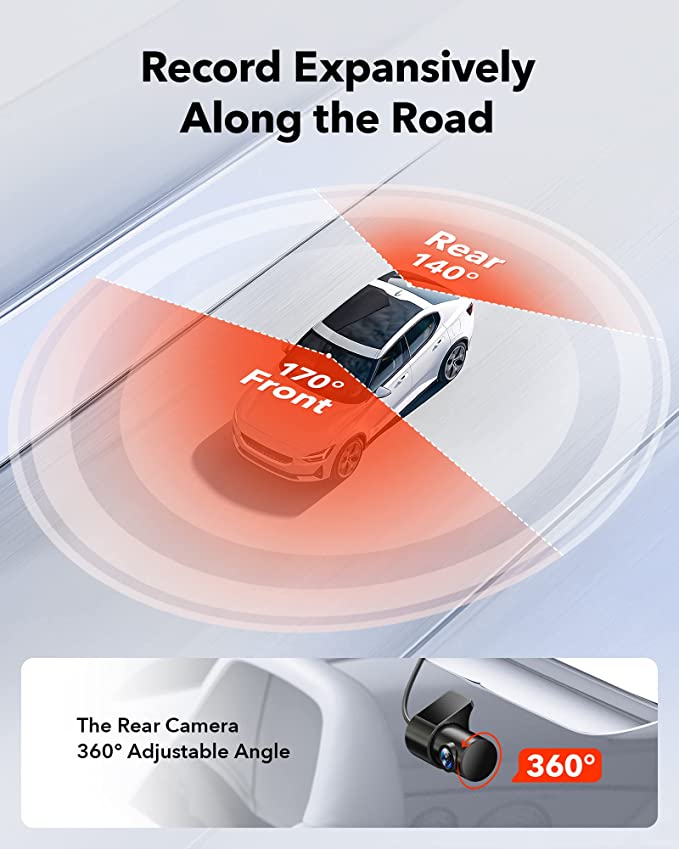 Record Expansively
Along the Road
Rear
140°
170°
Front
The Rear Camera
360° Adjustable Angle
360°